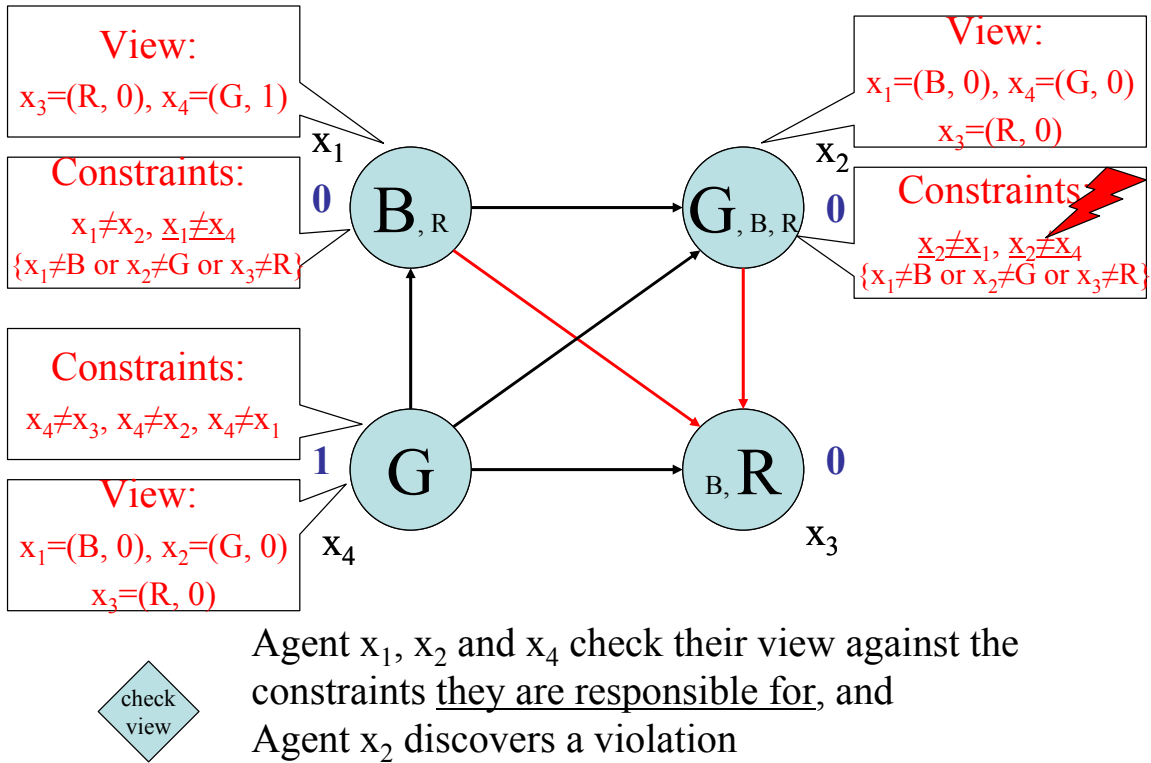 View:
x₃=(R, 0), x₄=(G, 1)
View:
x₁=(B, 0), x₄=(G, 0)
x₃=(R, 0)
x₁
x₂
Constraints:
x₁≠x₂, x₁≠x₄
{x₁≠B or x₂≠G or x₃≠R}
0
B, R
G, B, R
0
Constraints
x₂≠x₁, x₂≠x₄
{x₁≠B or x₂≠G or x₃≠R}
Constraints:
x₄≠x₃, x₄≠x₂, x₄≠x₁
1
G
B, R
0
View:
x₁=(B, 0), x₂=(G, 0)
x₃=(R, 0)
x₄
x₃
check
view
Agent x₁, x₂ and x₄ check their view against the
constraints they are responsible for, and
Agent x₂ discovers a violation